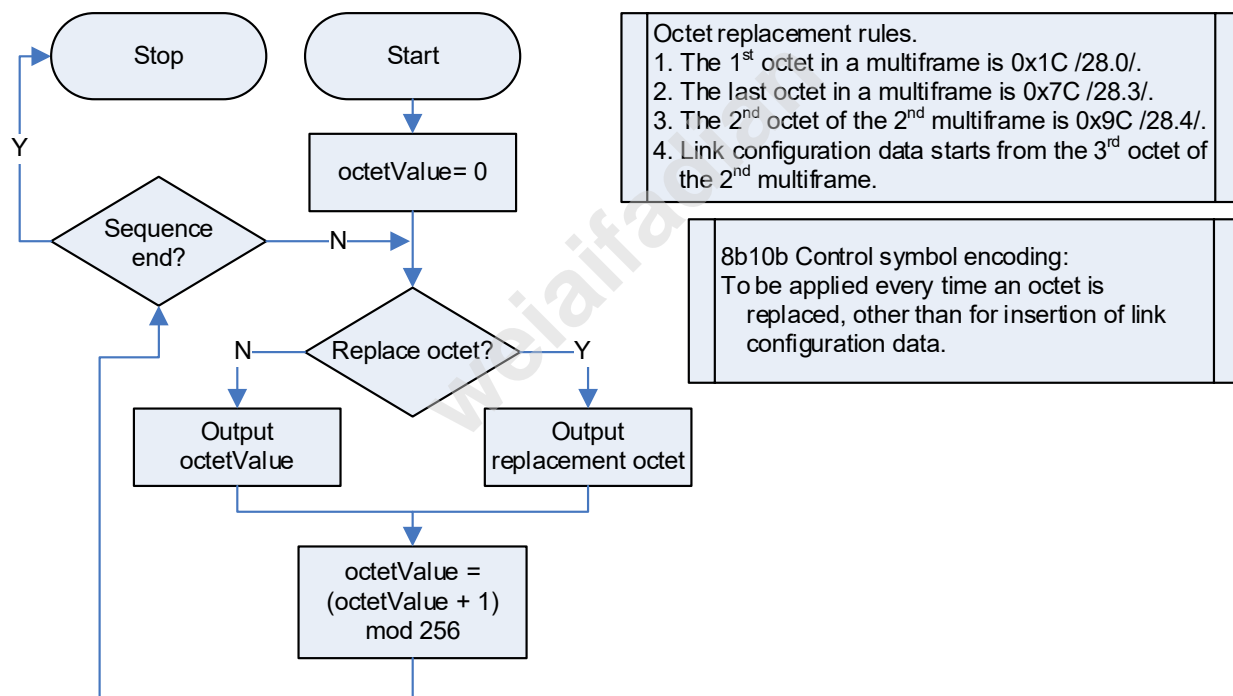 Stop
Start
Octet replacement rules.
1. The 1st octet in a multiframe is 0x1C /28.0/.
2. The last octet in a multiframe is 0x7C /28.3/.
3. The 2nd octet of the 2nd multiframe is 0x9C /28.4/.
4. Link configuration data starts from the 3rd octet of
the 2nd multiframe.
Y
octetValue= 0
Sequence
end?
N
8b10b Control symbol encoding:
To be applied every time an octet is
replaced, other than for insertion of link
configuration data.
N
Replace octet?
Y
Output
octetValue
Output
replacement octet
octetValue =
(octetValue + 1)
mod 256
weiaifadian